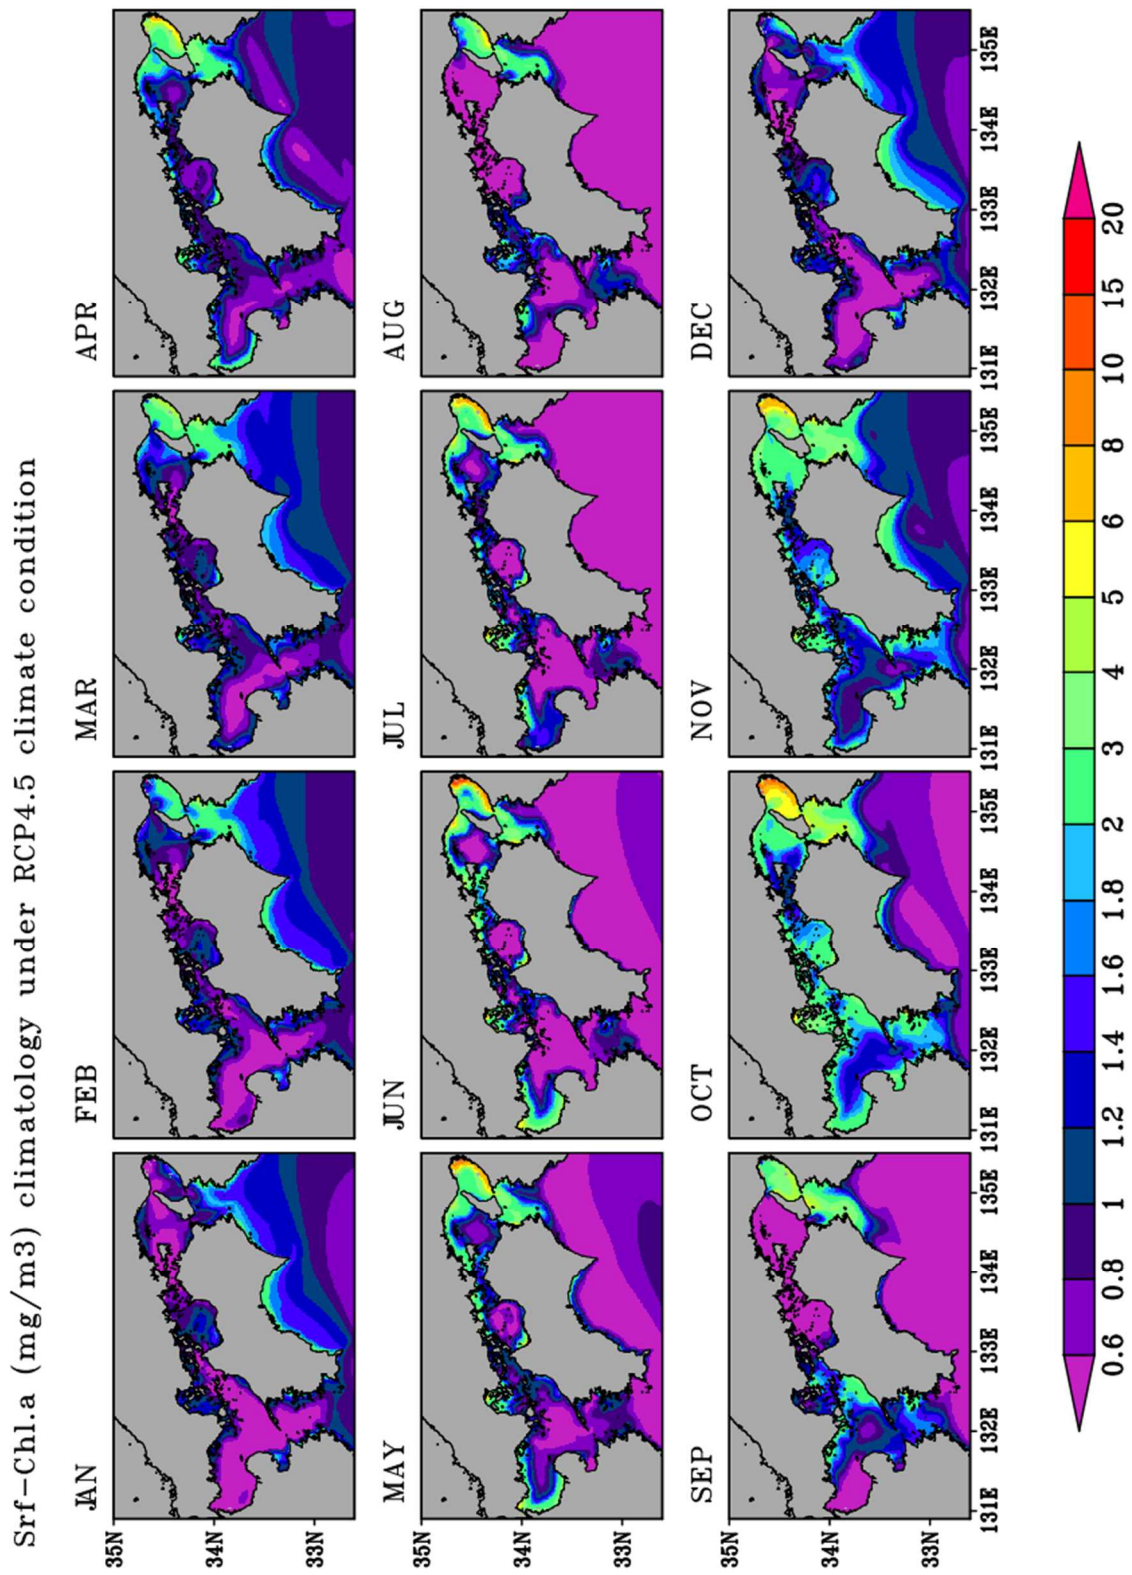 Srf-Chl.a (mg/m3) climatology under RCP4.5 climate condition
JAN
FEB
MAR
APR
35N
34N
33N
MAY
JUN
JUL
AUG
35N
34N
33N
SEP
OCT
NOV
DEC
35N
34N
33N
131E 132E 133E 134E 135E
131E 132E 133E 134E 135E
131E 132E 133E 134E 135E
131E 132E 133E 134E 135E
0.6 0.8 1 1.2 1.4 1.6 1.8 2 3 4 5 6 8 10 15 20